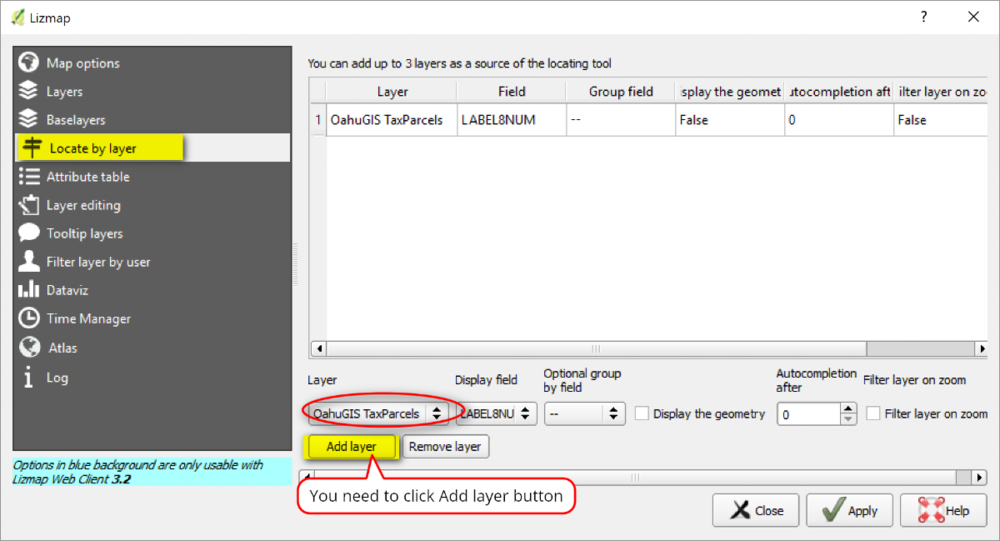 Lizmap
?
Map options
Layers
Baselayers
Locate by layer
Attribute table
Layer editing
Tooltip layers
Filter layer by user
Dataviz
Time Manager
Atlas
Log
Options in blue background are only usable with
Lizmap Web Client 3.2
You can add up to 3 layers as a source of the locating tool
Layer Field Group field splay the geomet utocompletion aft ilter layer on zo
1 OahuGIS TaxParcels LABEL8NUM -- False 0 False
Layer Display field Optional group
by field Autocompletion
after Filter layer on zoom
OahuGIS TaxParcels LABEL8NU -- Display the geometry 0 Filter layer on zoom
Add layer Remove layer
You need to click Add layer button
Close Apply Help